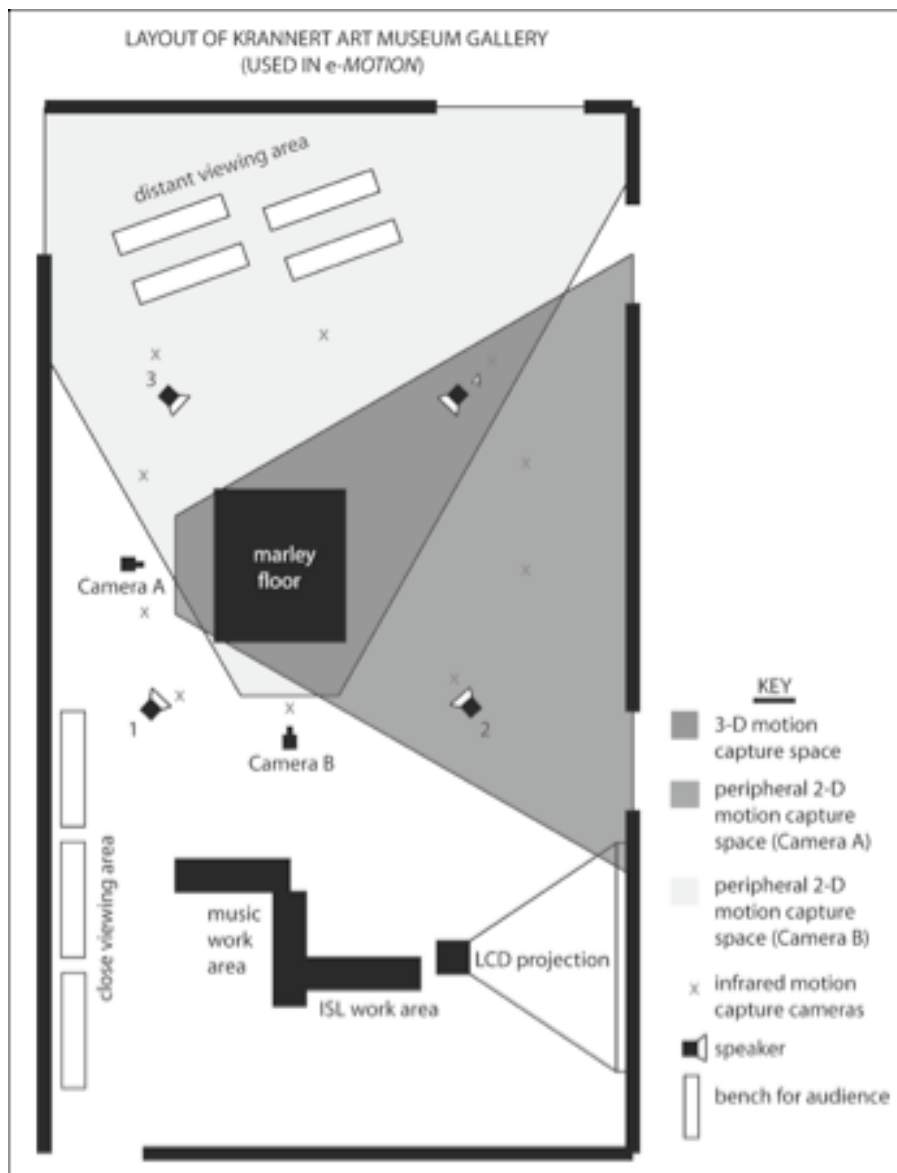 LAYOUT OF KRANNERT ART MUSEUM GALLERY
(USED IN e-MOTION)
distant viewing area
x
x
3
x
4
x
x
marley
floor
Camera A
x
x
x
x
x
1
2
Camera B
close viewing area
music
work
area
LCD projection
ISL work area
KEY
3-D motion
capture space
peripheral 2-D
motion capture
space (Camera A)
peripheral 2-D
motion capture
space (Camera B)
x
infrared motion
capture cameras
speaker
bench for audience